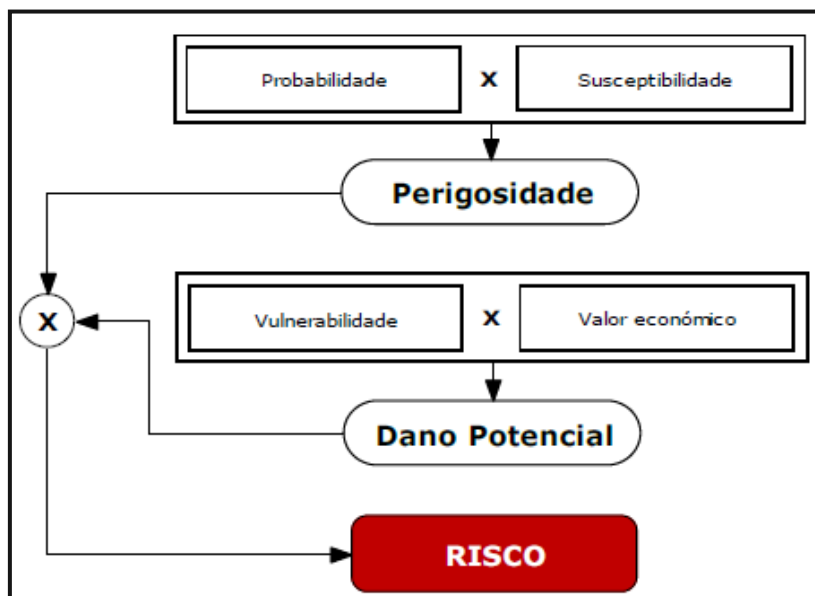 Probabilidade X Susceptibilidade
Perigosidade
Vulnerabilidade X Valor económico
X
Dano Potencial
RISCO